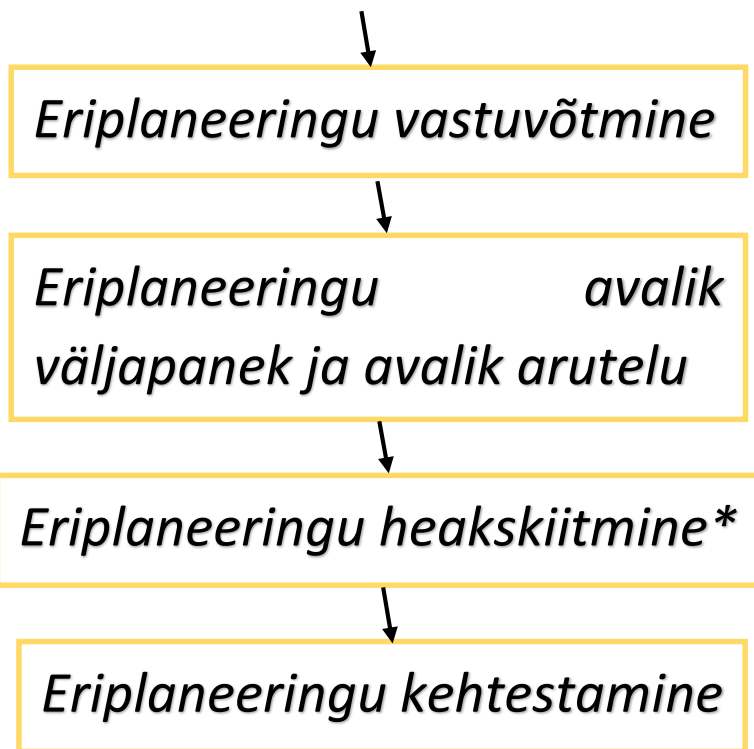 Eriplaneeringu vastuvõtmine
Eriplaneeringu avalik
väljapanek ja avalik arutelu
Eriplaneeringu heakskiitmine*
Eriplaneeringu kehtestamine